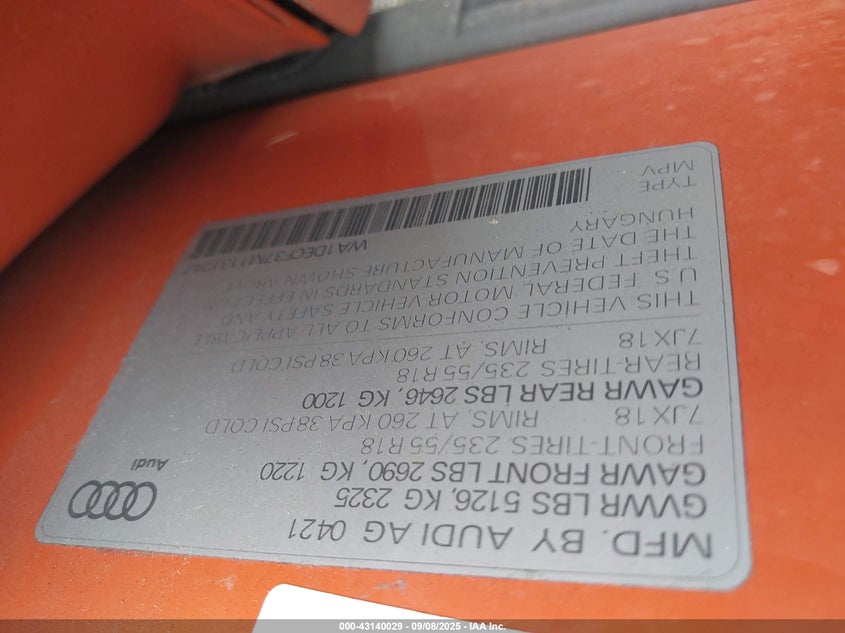 MFD. BY AUDI AG 0421
GVWR LBS 5126, KG 2325
GAWR FRONT LBS 2690, KG 1220
FRONT-TIRES 235/55 R18
7JX18 RIMS. AT 260 KPA 38 PSI COLD
GAWR REAR LBS 2646, KG 1200
REAR-TIRES 235/55 R18
7JX18 RIMS. AT 260 KPA 38 PSI COLD
THIS VEHICLE CONFORMS TO ALL APPLICABLE
U.S. FEDERAL MOTOR VEHICLE SAFETY AND
THEFT PREVENTION STANDARDS IN EFFECT ON
THE DATE OF MANUFACTURE SHOWN ABOVE.
HUNGARY
TYPE:
MPV
Audi
000-43140029 - 09/08/2025 - IAA Inc.